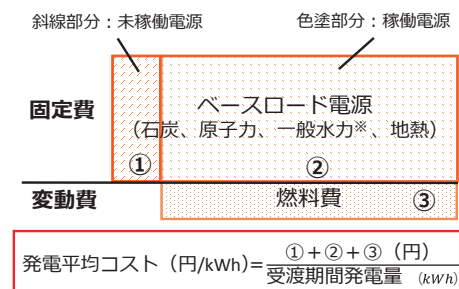 斜線部分：未稼働電源
色塗部分：稼働電源
固定費
ベースロード電源
（石炭、原子力、一般水力※、地熱）
①
②
変動費
燃料費
③
発電平均コスト（円/kWh)=①+②+③（円）/受渡期間発電量（kWh)